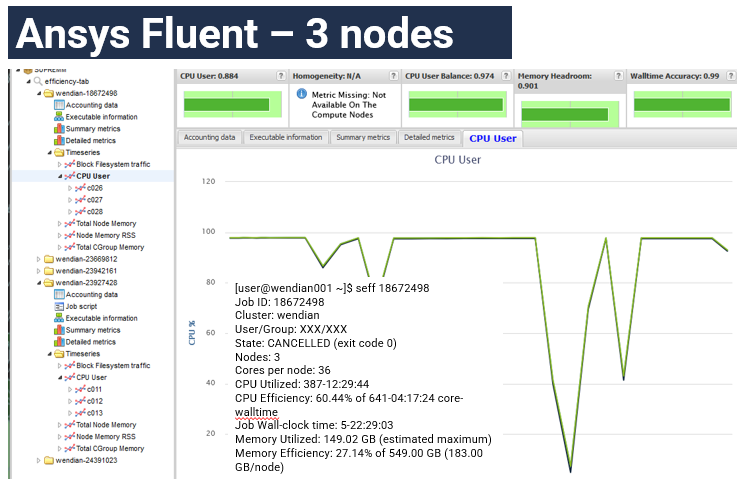 Ansys Fluent – 3 nodes
SUPREMM
efficiency-tab
wendian-18672498
Accounting data
Executable information
Summary metrics
Detailed metrics
Timeseries
Block Filesystem traffic
CPU User
c026
c027
c028
Total Node Memory
Node Memory RSS
Total CGroup Memory
wendian-23669812
wendian-23942161
wendian-23927428
Accounting data
Job script
Executable information
Summary metrics
Detailed metrics
Timeseries
Block Filesystem traffic
CPU User
c011
c012
c013
Total Node Memory
Node Memory RSS
Total CGroup Memory
wendian-24391023
CPU User: 0.884 ?
Homogeneity: N/A ?
Metric Missing: Not
Available On The
Compute Nodes
CPU User Balance: 0.974 ?
Memory Headroom: ?
0.901
Walltime Accuracy: 0.99 ?
Accounting data Executable information Summary metrics Detailed metrics CPU User
CPU User
120
100
80
60
40
20
CPU %
[user@wendian001 ~]$ seff 18672498
Job ID: 18672498
Cluster: wendian
User/Group: XXX/XXX
State: CANCELLED (exit code 0)
Nodes: 3
Cores per node: 36
CPU Utilized: 387-12:29:44
CPU Efficiency: 60.44% of 641-04:17:24 core-
walltime
Job Wall-clock time: 5-22:29:03
Memory Utilized: 149.02 GB (estimated maximum)
Memory Efficiency: 27.14% of 549.00 GB (183.00
GB/node)